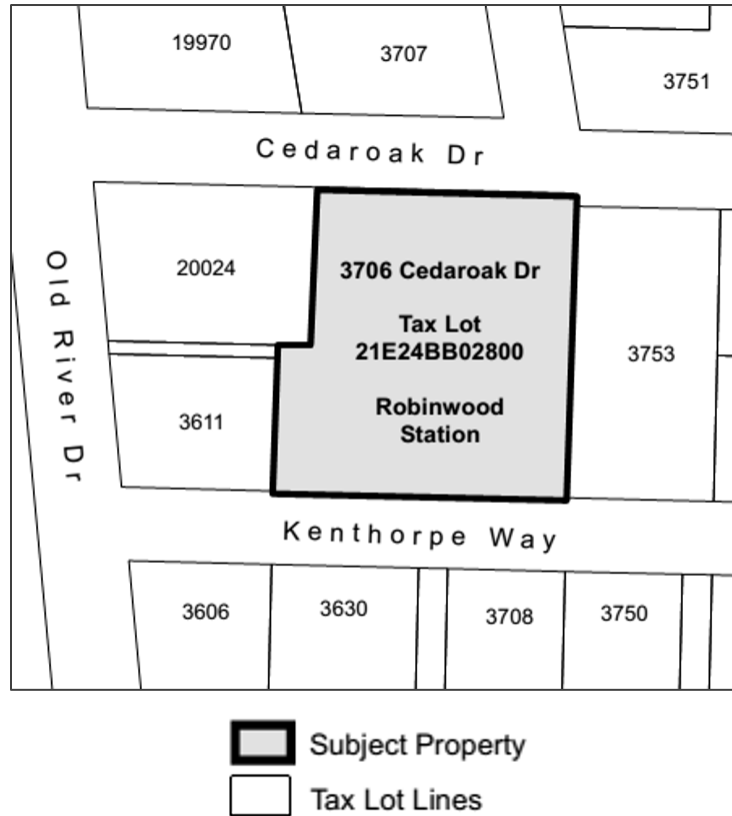 19970
3707
3751
Cedaroak Dr
Old River Dr
20024
3706 Cedaroak Dr
Tax Lot
21E24BB02800
Robinwood
Station
3753
3611
Kenthorpe Way
3606
3630
3708
3750
Subject Property
Tax Lot Lines